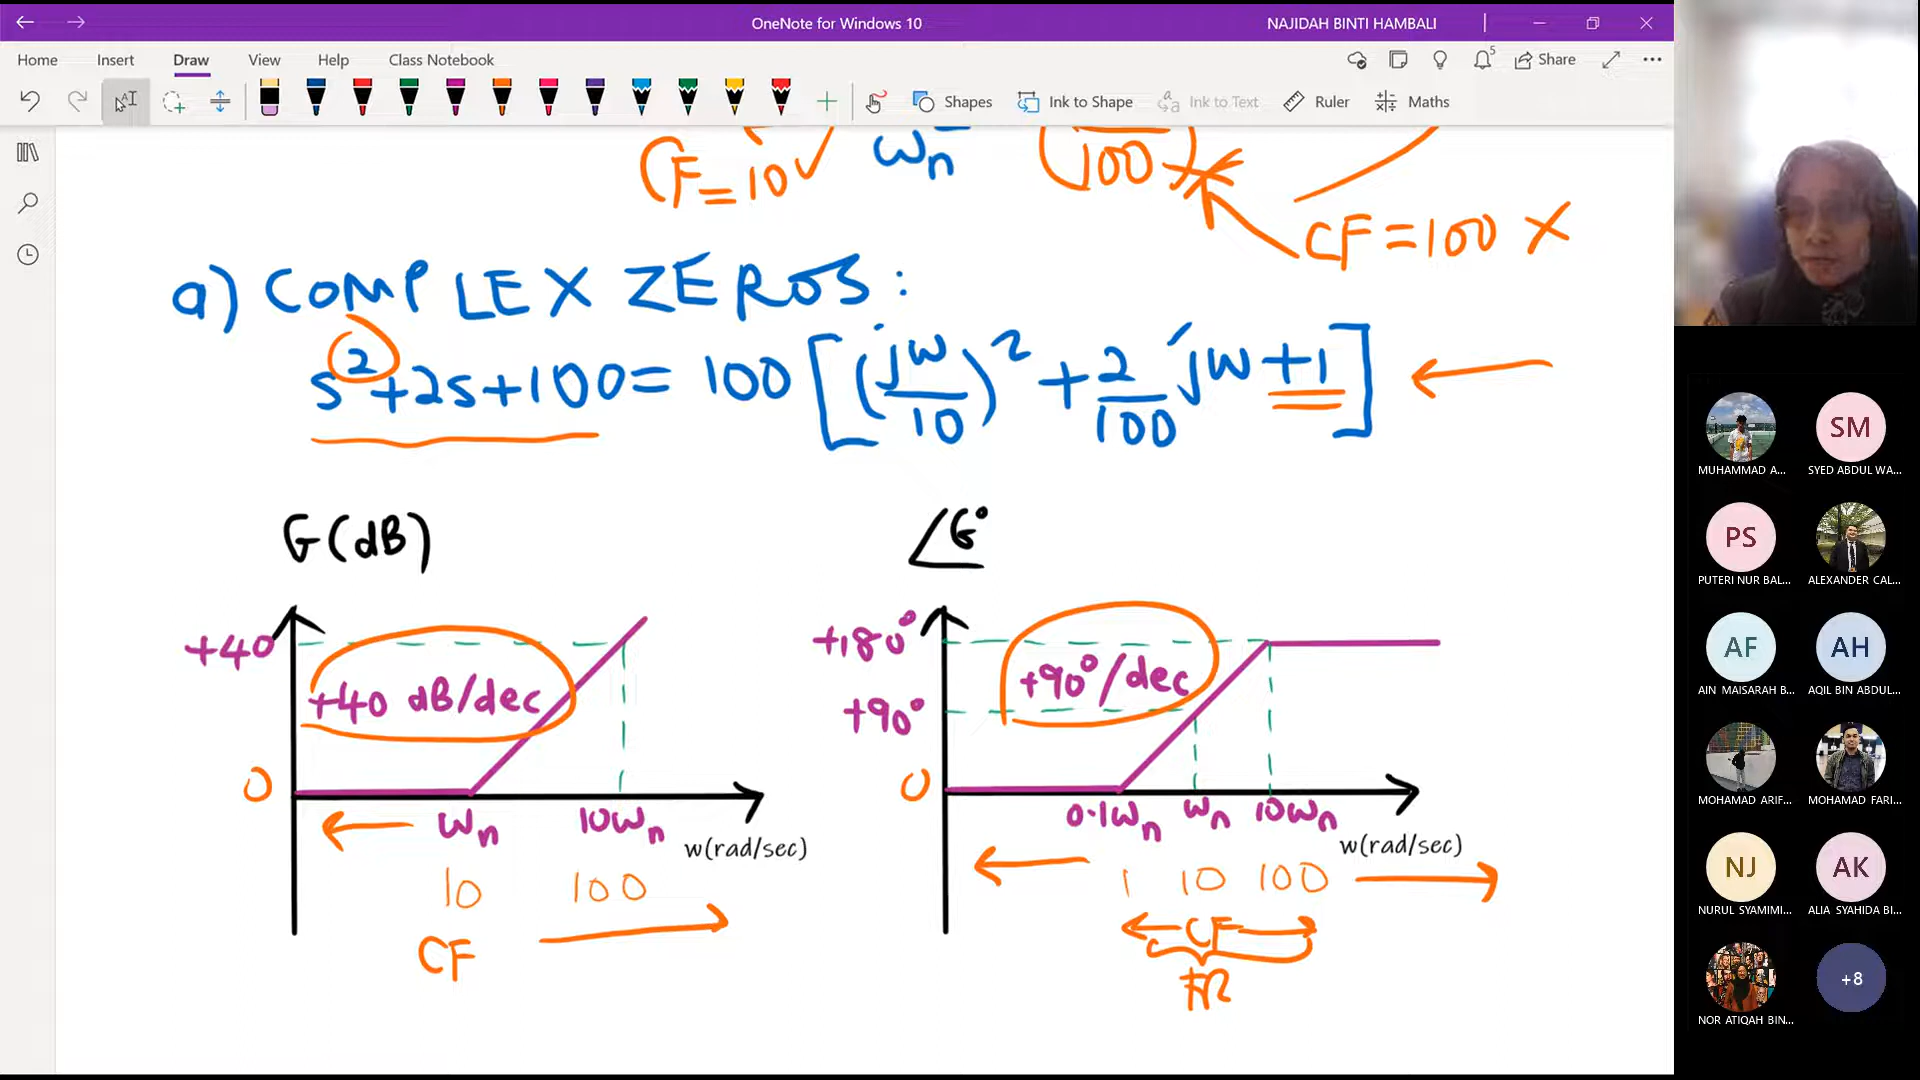 OneNote for Windows 10
NAJIDAH BINTI HAMBALI
Home Insert Draw View Help Class Notebook
5
Share
Shapes Ink to Shape Ink to Text Ruler Maths
CF=10 ✓
ωn
100
CF=100 X
a) COMPLEX ZEROS:
s²+2s+100=100[(jω/10)²+2/100 jω+1]
G(dB)
∠G°
+40
+40 dB/dec
0
ωn
10ωn
w(rad/sec)
10 100
CF
+180°
+90°/dec
+90°
0
0.1ωn ωn 10ωn
w(rad/sec)
1 10 100
CF
FR
MUHAMMAD A...
SM
SYED ABDUL WA...
PS
PUTERI NUR BAL...
ALEXANDER CAL...
AF
AIN MAISARAH B...
AH
AQIL BIN ABDUL...
MOHAMAD ARIF...
MOHAMAD FARI...
NJ
NURUL SYAMIMI...
AK
ALIA SYAHIDA BI...
NOR ATIQAH BIN...
+8